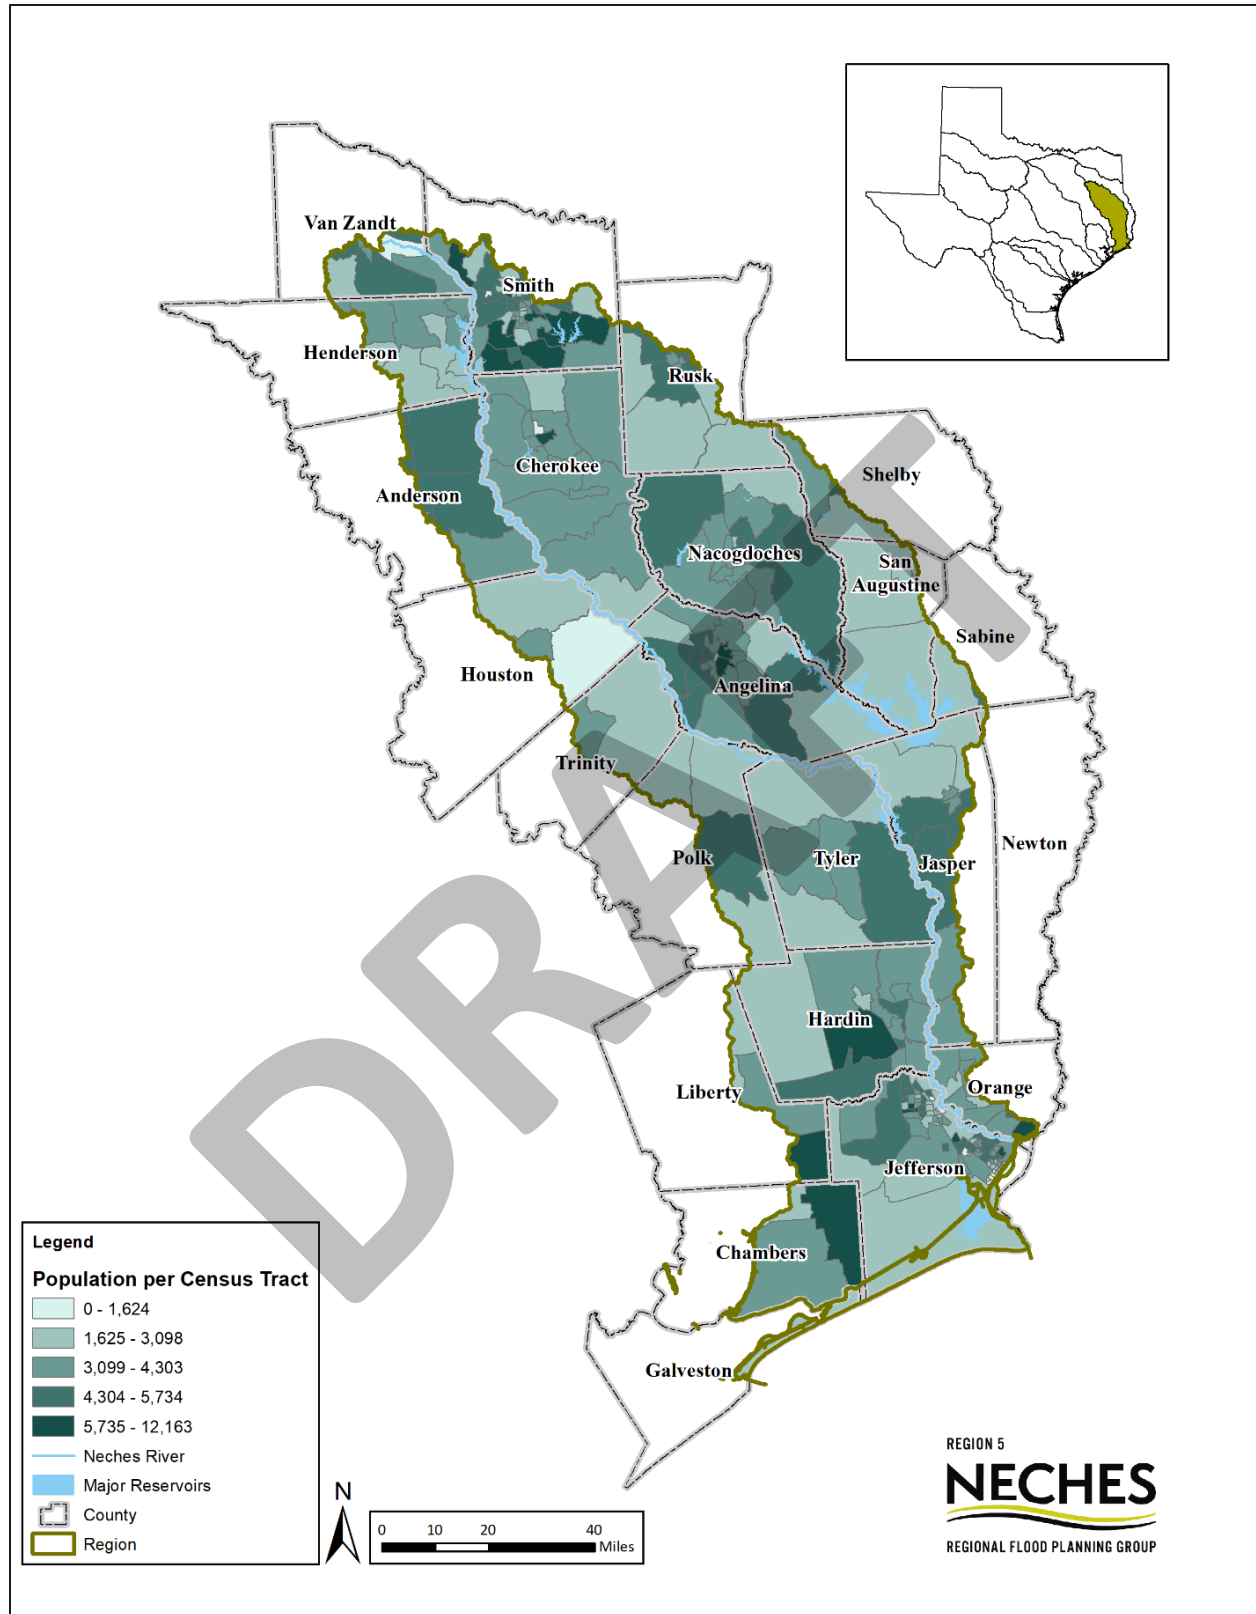 Van Zandt
Smith
Henderson
Rusk
Cherokee
Shelby
Anderson
Nacogdoches
San
Augustine
Sabine
Houston
Angelina
Trinity
Newton
Polk
Tyler
Jasper
Hardin
Liberty
Orange
Jefferson
Chambers
Galveston
DRAFT
Legend
Population per Census Tract
0 - 1,624
1,625 - 3,098
3,099 - 4,303
4,304 - 5,734
5,735 - 12,163
Neches River
Major Reservoirs
County
Region
N
0 10 20 40
Miles
REGION 5
NECHES
REGIONAL FLOOD PLANNING GROUP